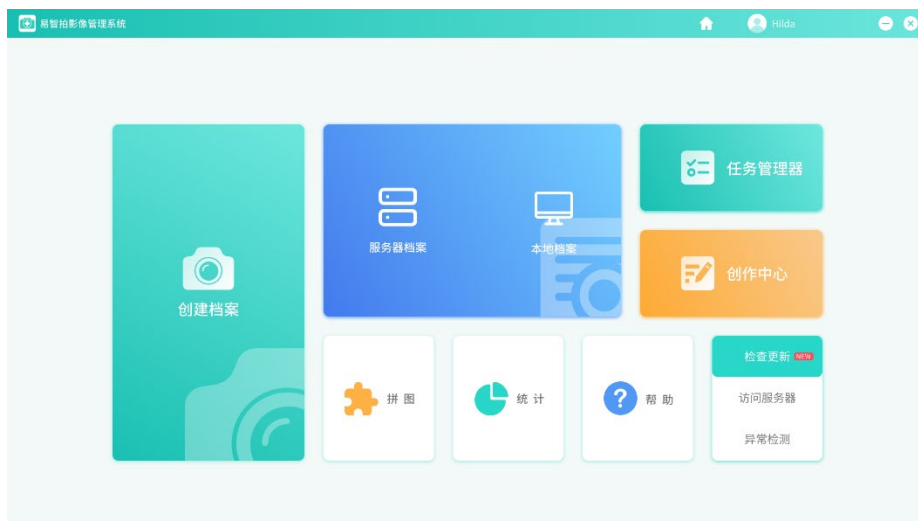 易智拍影像管理系统
Hilda
创建档案
服务器档案
本地档案
任务管理器
创作中心
拼图
统计
帮助
检查更新 NEW
访问服务器
异常检测